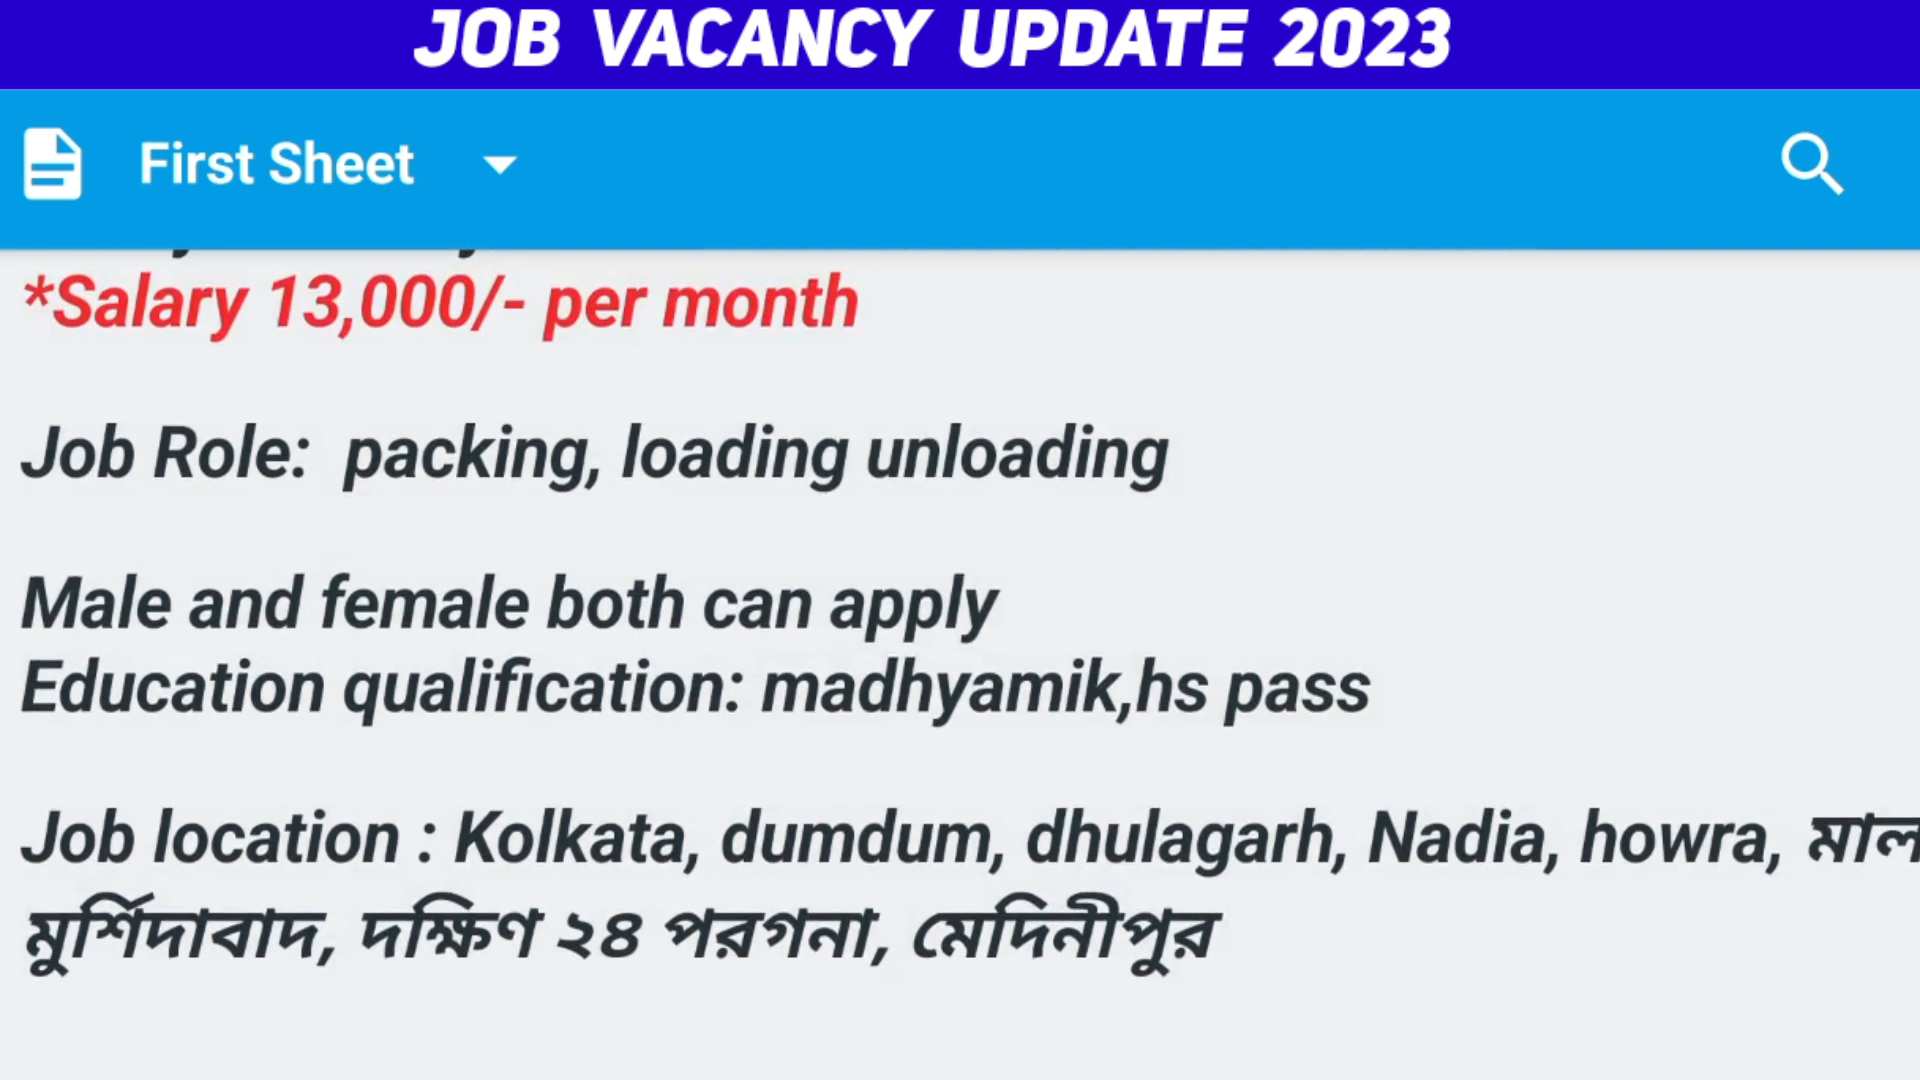 JOB VACANCY UPDATE 2023
First Sheet
*Salary 13,000/- per month
Job Role: packing, loading unloading
Male and female both can apply
Education qualification: madhyamik,hs pass
Job location : Kolkata, dumdum, dhulagarh, Nadia, howra,
মুর্শিদাবাদ, দক্ষিণ ২৪ পরগনা, মেদিনীপুর